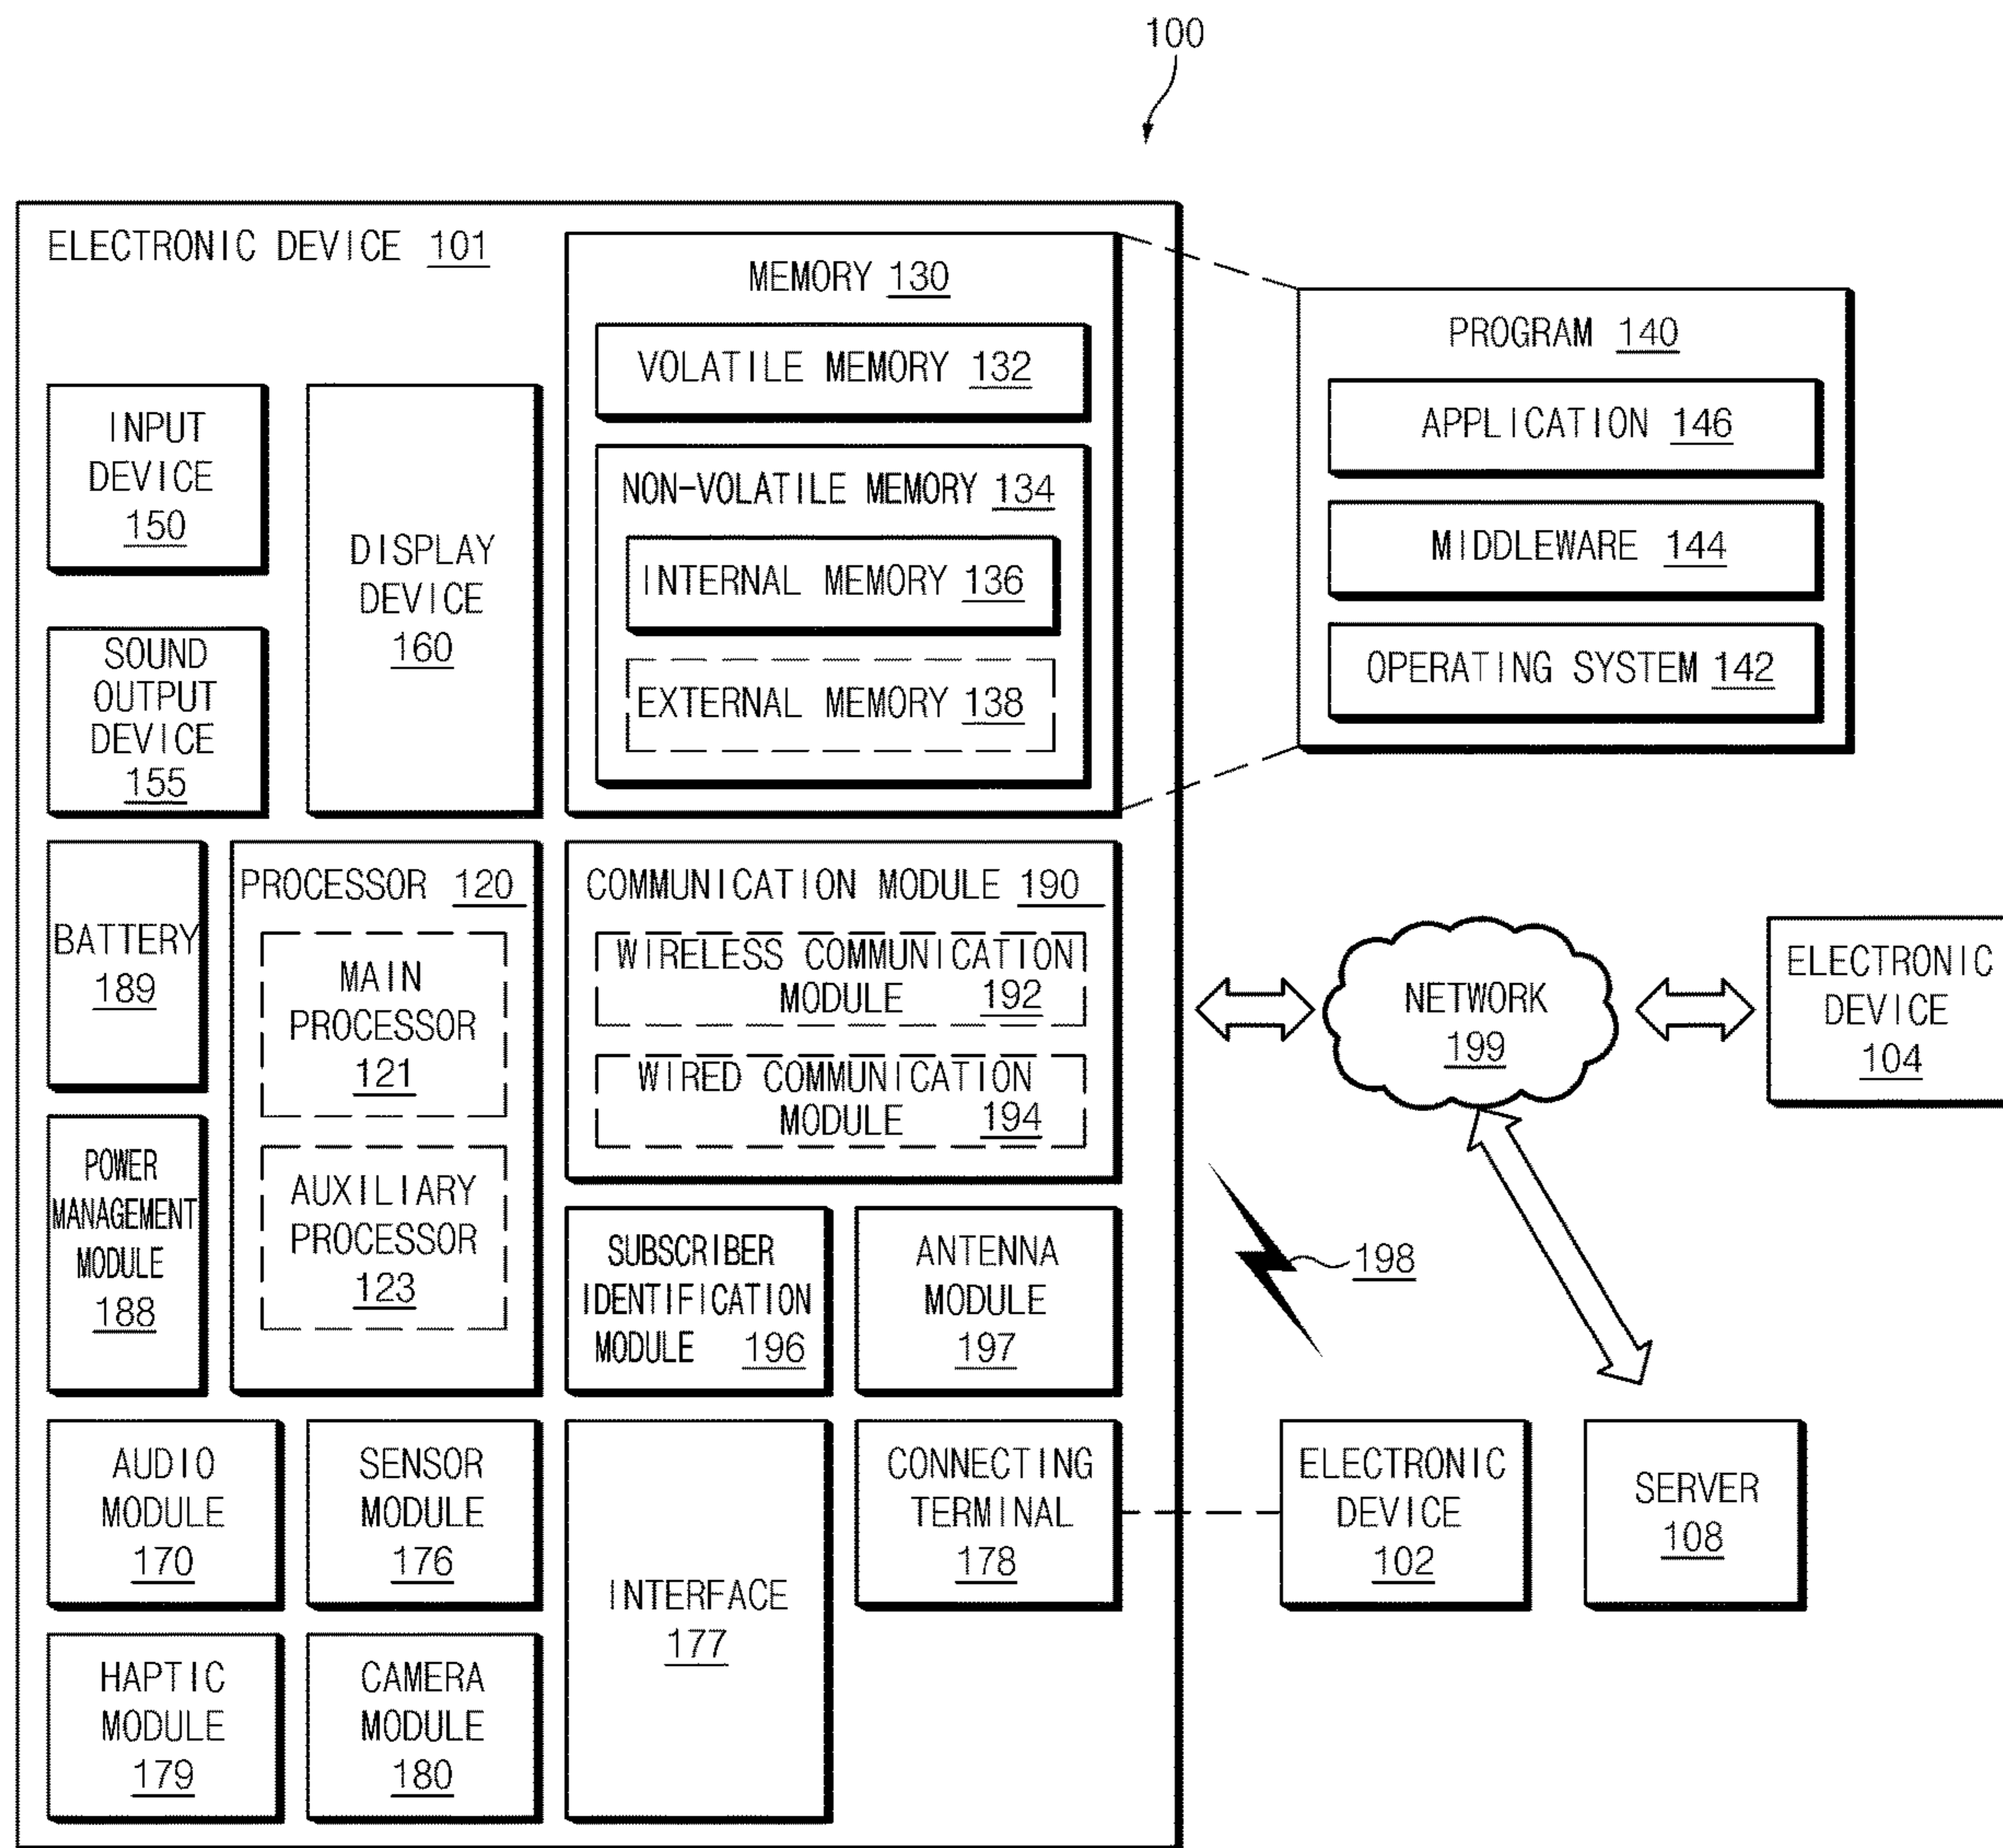 100
ELECTRONIC DEVICE 101
MEMORY 130
VOLATILE MEMORY 132
NON-VOLATILE MEMORY 134
INTERNAL MEMORY 136
EXTERNAL MEMORY 138
PROGRAM 140
APPLICATION 146
MIDDLEWARE 144
OPERATING SYSTEM 142
INPUT
DEVICE
150
DISPLAY
DEVICE
160
SOUND
OUTPUT
DEVICE
155
BATTERY
189
PROCESSOR 120
MAIN
PROCESSOR
121
AUXILIARY
PROCESSOR
123
POWER
MANAGEMENT
MODULE
188
COMMUNICATION MODULE 190
WIRELESS COMMUNICATION
MODULE 192
WIRED COMMUNICATION
MODULE 194
NETWORK
199
ELECTRONIC
DEVICE
104
SUBSCRIBER
IDENTIFICATION
MODULE 196
ANTENNA
MODULE
197
198
AUDIO
MODULE
170
SENSOR
MODULE
176
INTERFACE
177
CONNECTING
TERMINAL
178
ELECTRONIC
DEVICE
102
SERVER
108
HAPTIC
MODULE
179
CAMERA
MODULE
180